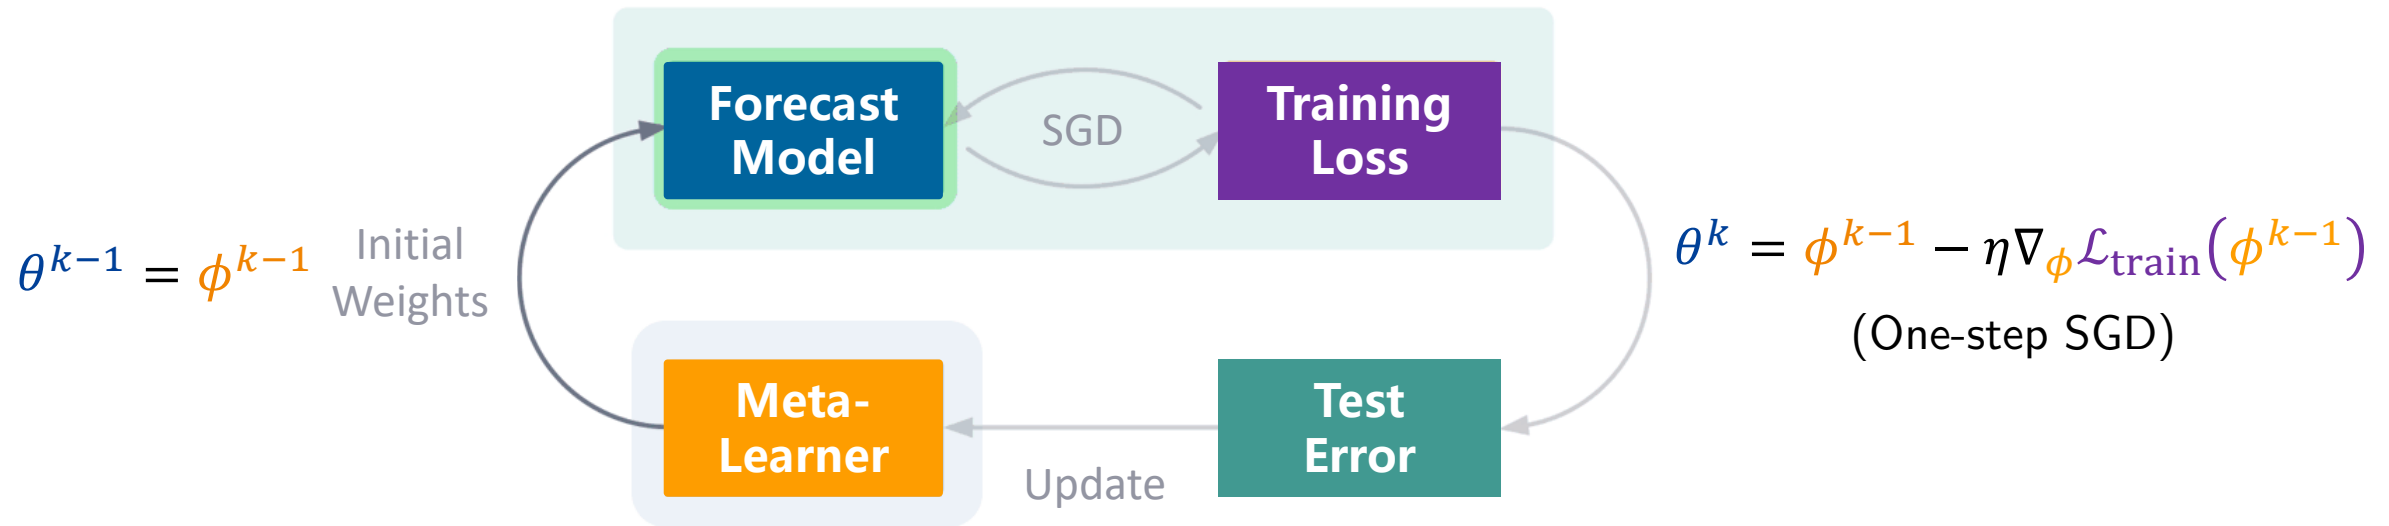 Forecast
Model
SGD
Training
Loss
θ^{k−1} = ϕ^{k−1}
Initial
Weights
θ^k = ϕ^{k−1} − η∇_ϕ ℒ_train(ϕ^{k−1})
(One-step SGD)
Meta-
Learner
Update
Test
Error